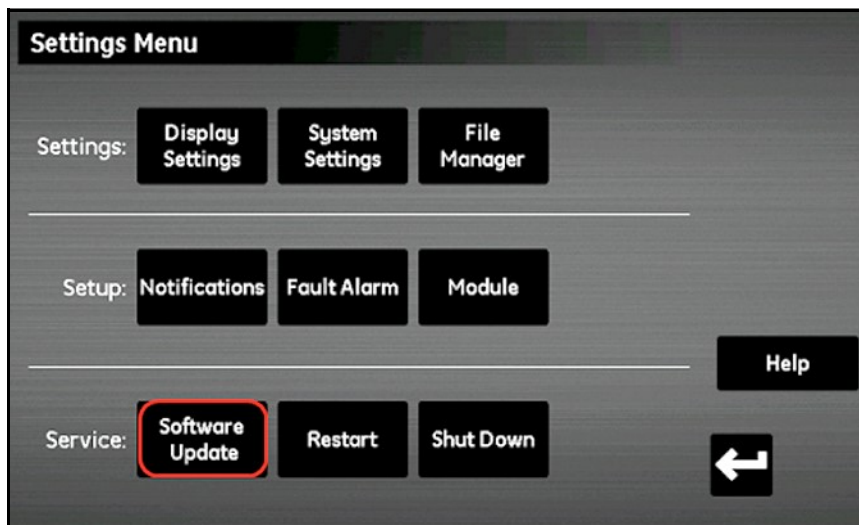 Settings Menu
Settings:
Display
Settings
System
Settings
File
Manager
Setup:
Notifications
Fault Alarm
Module
Help
Service:
Software
Update
Restart
Shut Down